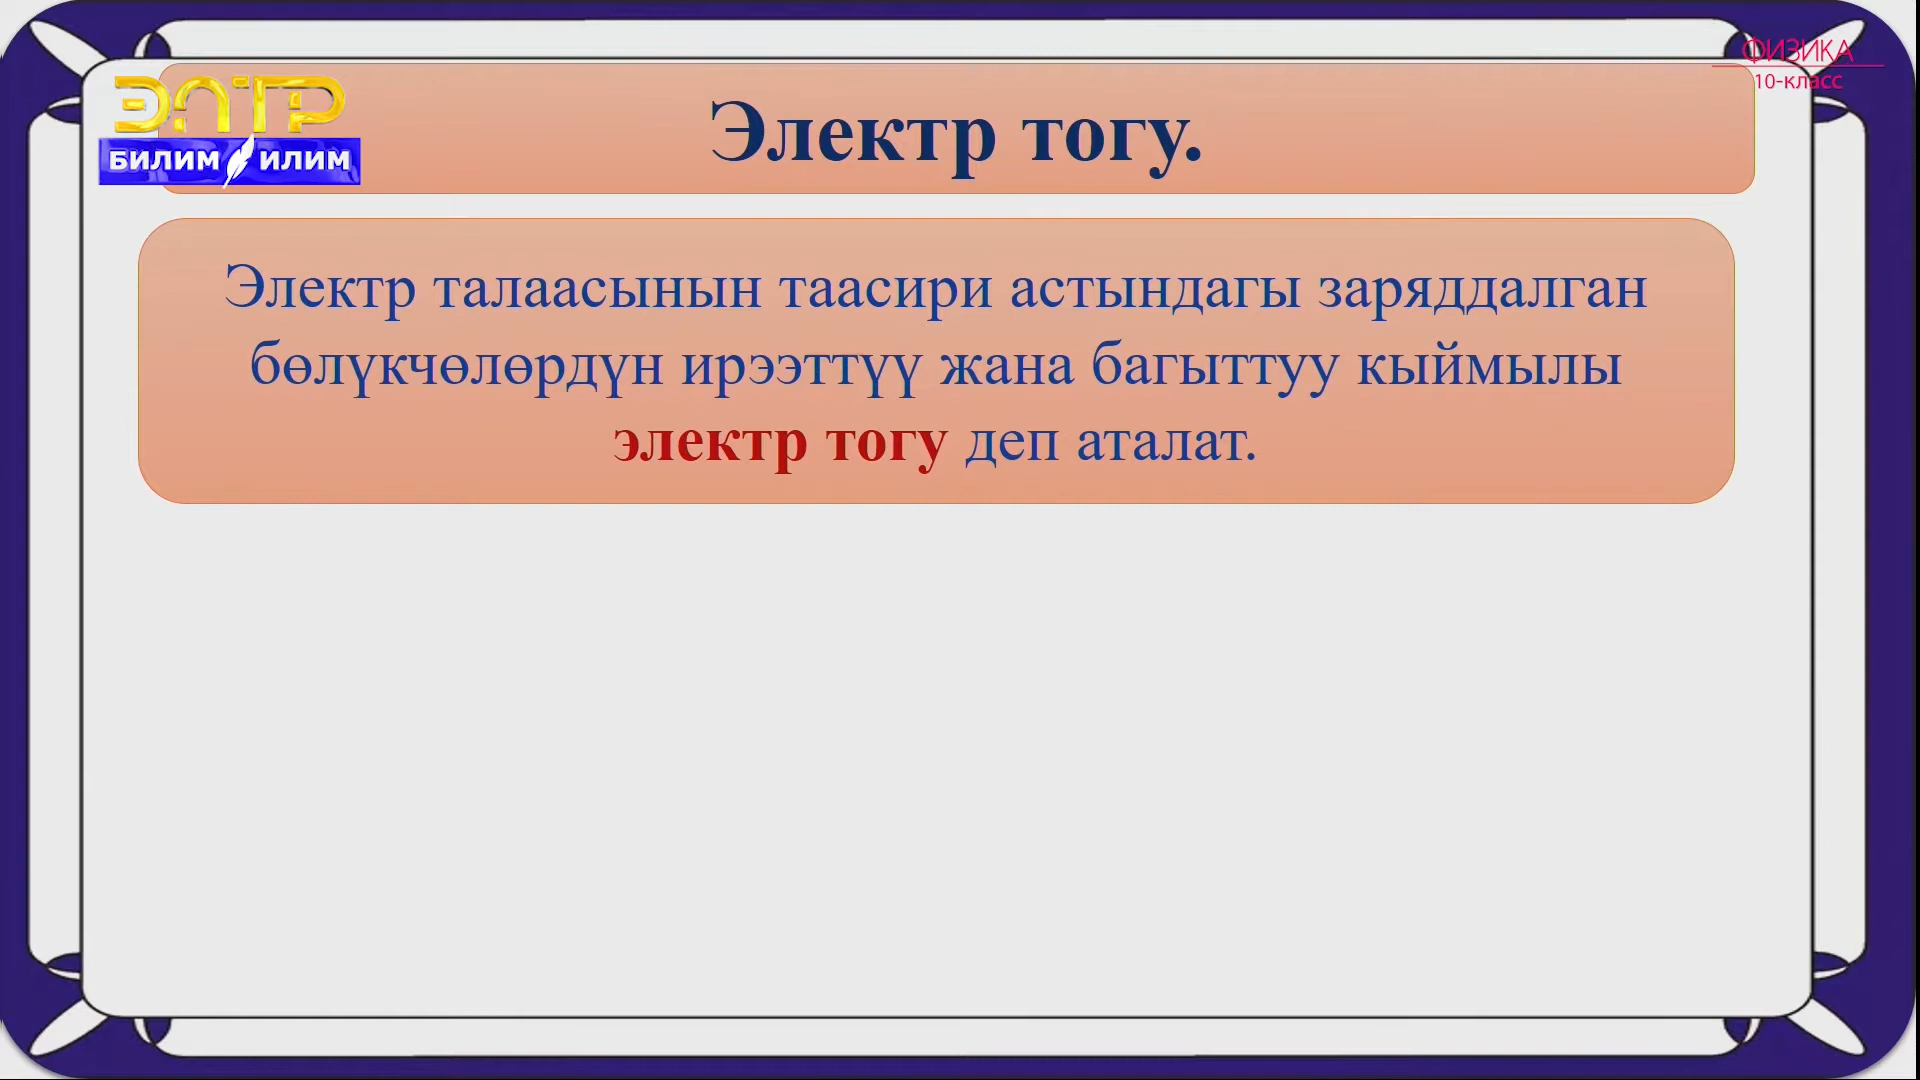 ФИЗИКА
10-класс
ЭЛТР
БИЛИМ ИЛИМ
Электр тогу.
Электр талаасынын таасири астындагы заряддалган
бөлүкчөлөрдүн ирээттүү жана багыттуу кыймылы
электр тогу деп аталат.